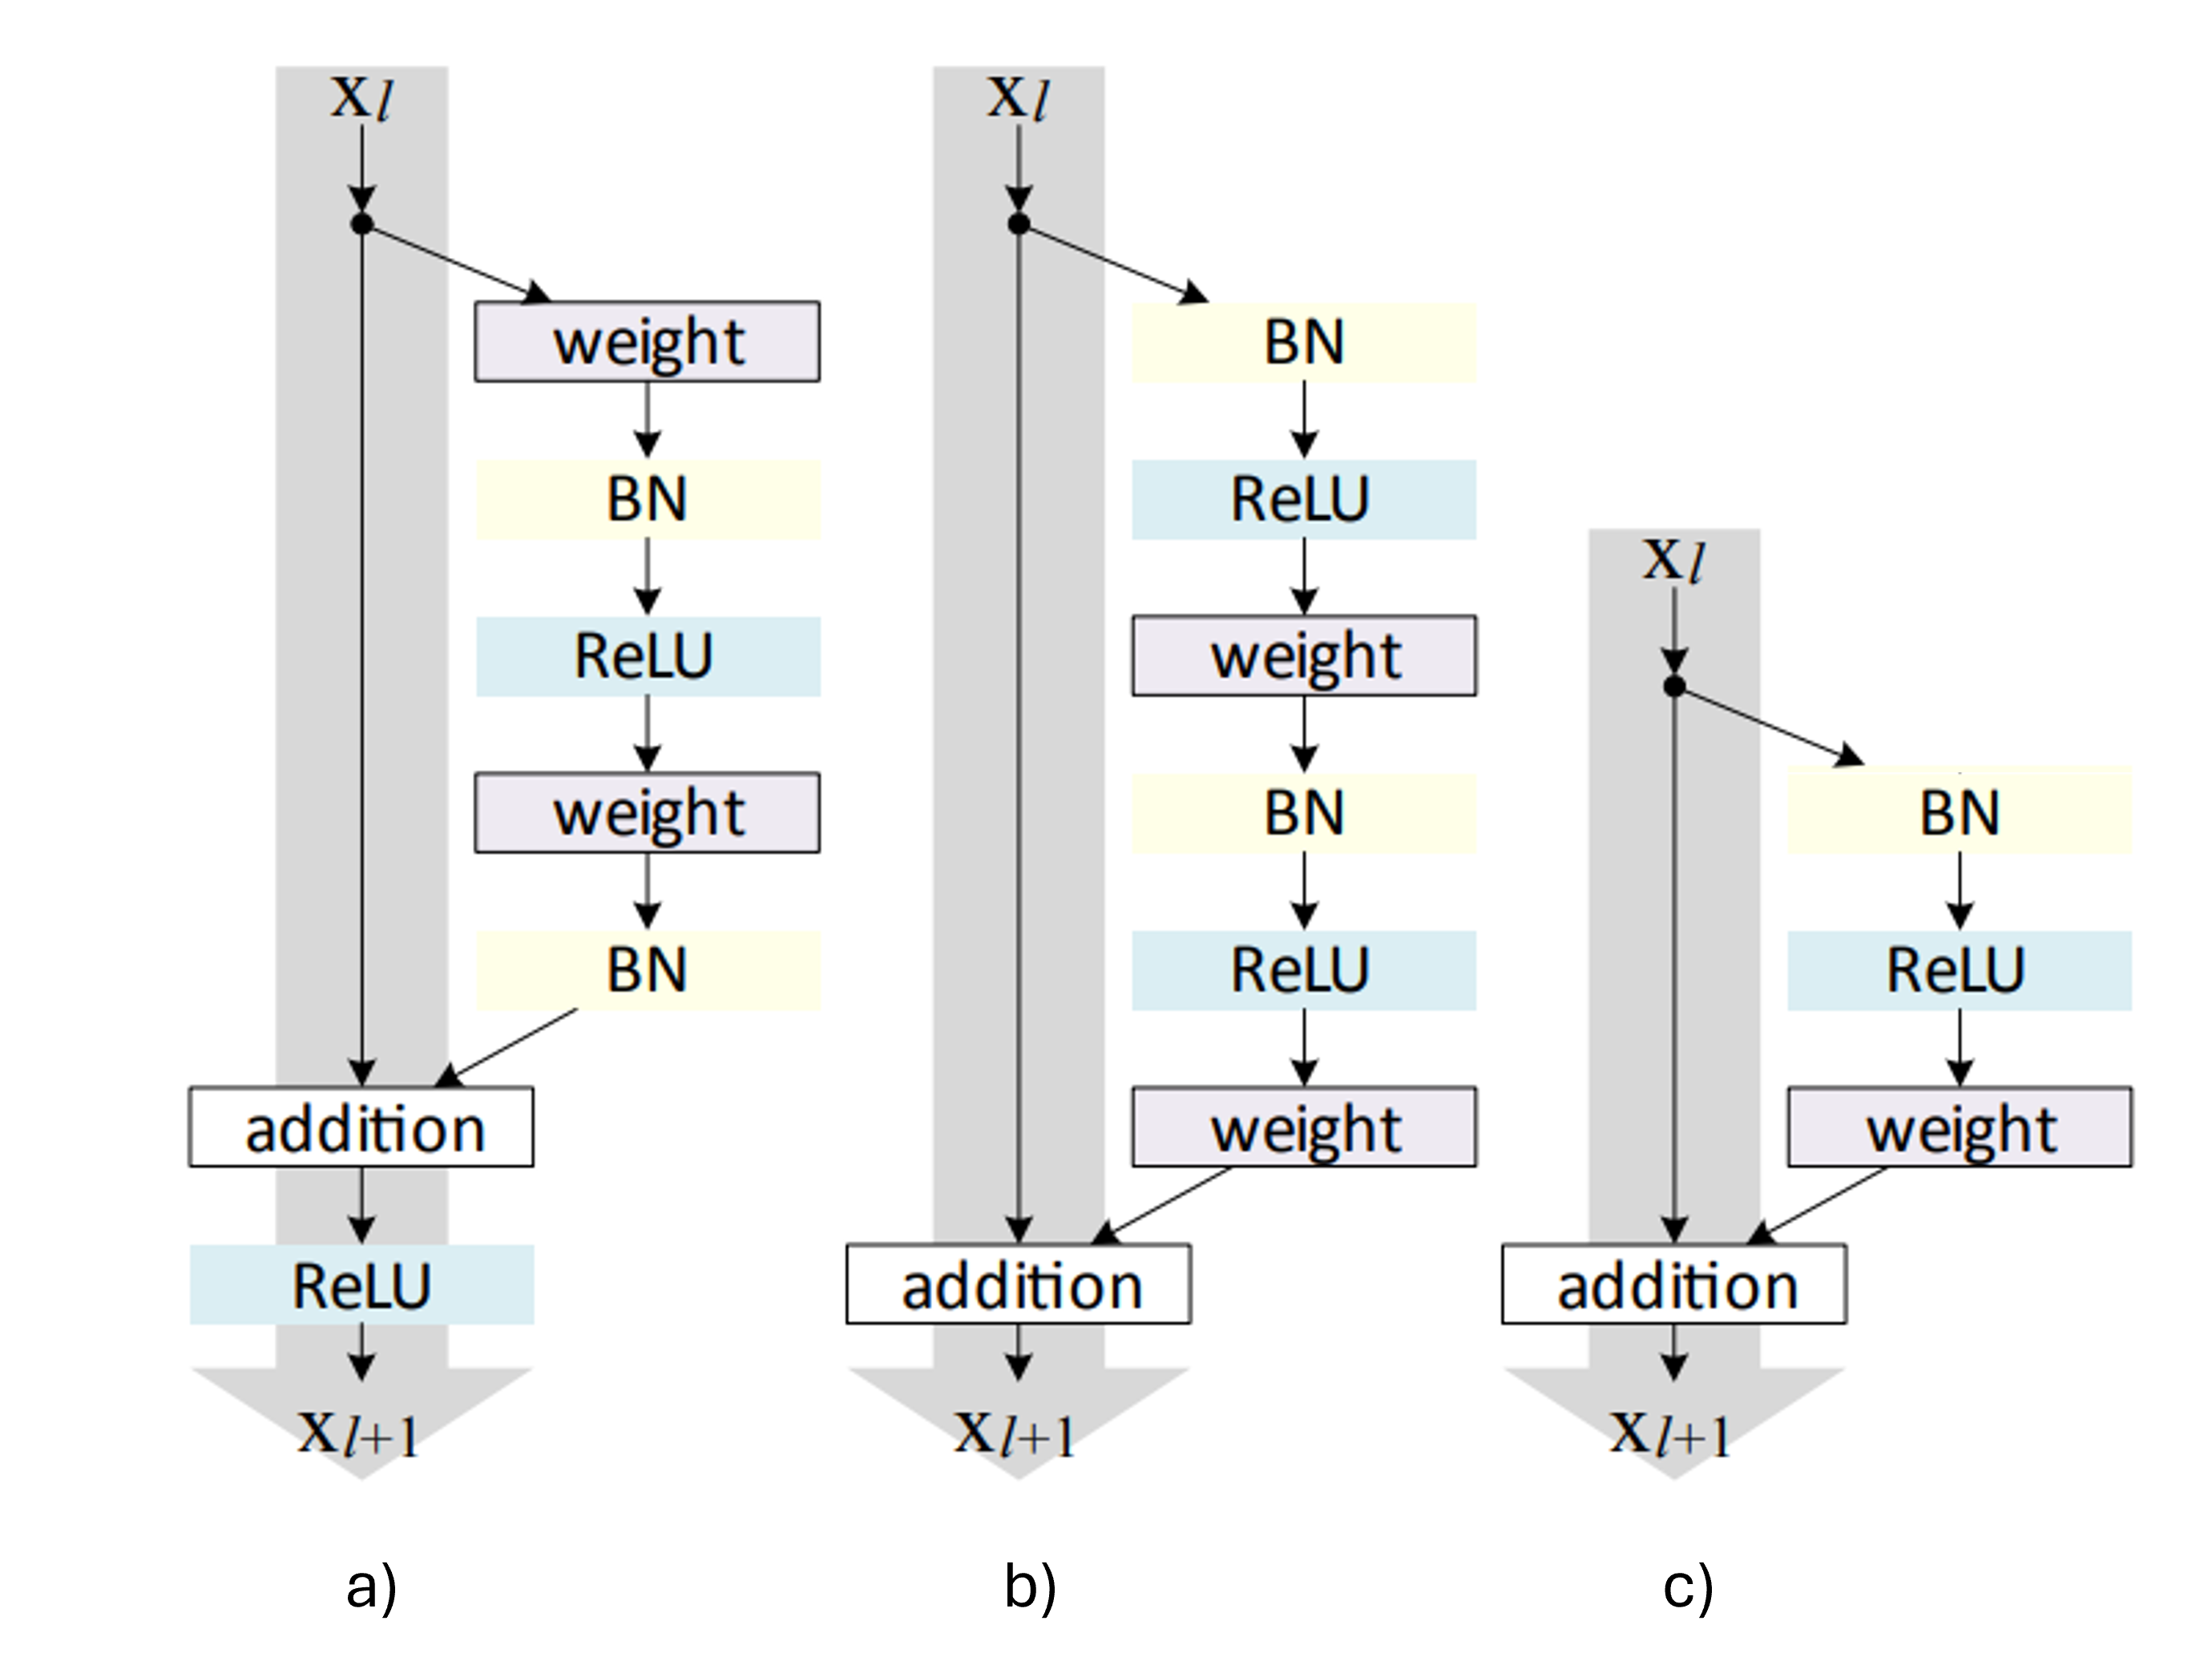 x_l
weight
BN
ReLU
weight
BN
addition
ReLU
x_{l+1}
a)
x_l
BN
ReLU
weight
BN
ReLU
weight
addition
x_{l+1}
b)
x_l
BN
ReLU
weight
addition
x_{l+1}
c)